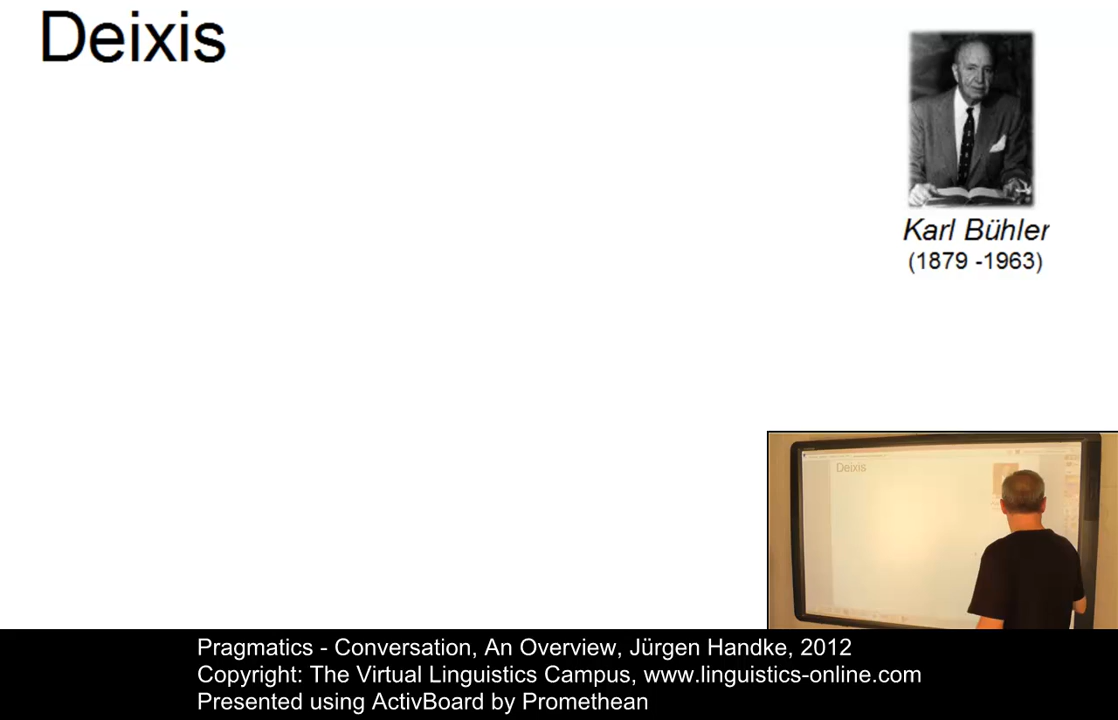 Deixis
Karl Bühler
(1879 -1963)
Deixis
Pragmatics - Conversation, An Overview, Jürgen Handke, 2012
Copyright: The Virtual Linguistics Campus, www.linguistics-online.com
Presented using ActivBoard by Promethean